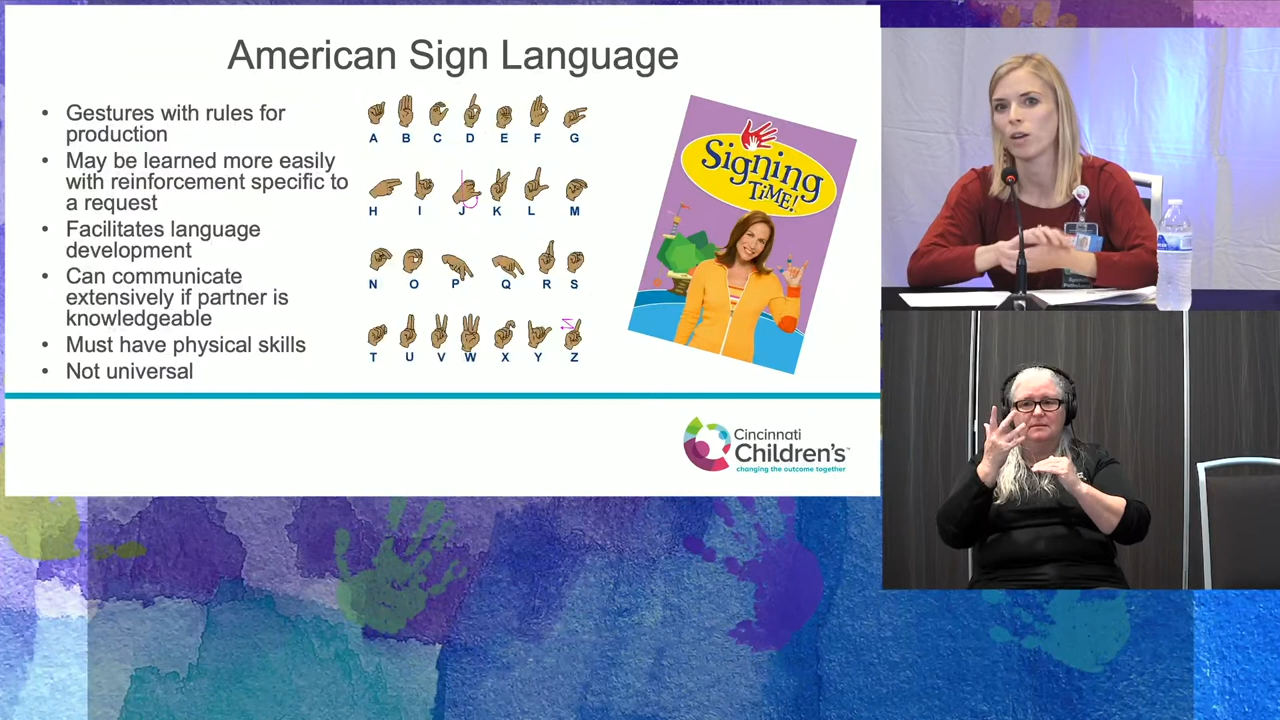 American Sign Language
• Gestures with rules for
production
• May be learned more easily
with reinforcement specific to
a request
• Facilitates language
development
• Can communicate
extensively if partner is
knowledgeable
• Must have physical skills
• Not universal
A B C D E F G
H I J K L M
N O P Q R S
T U V W X Y Z
Signing
TIME!
Cincinnati
Children's™
changing the outcome together